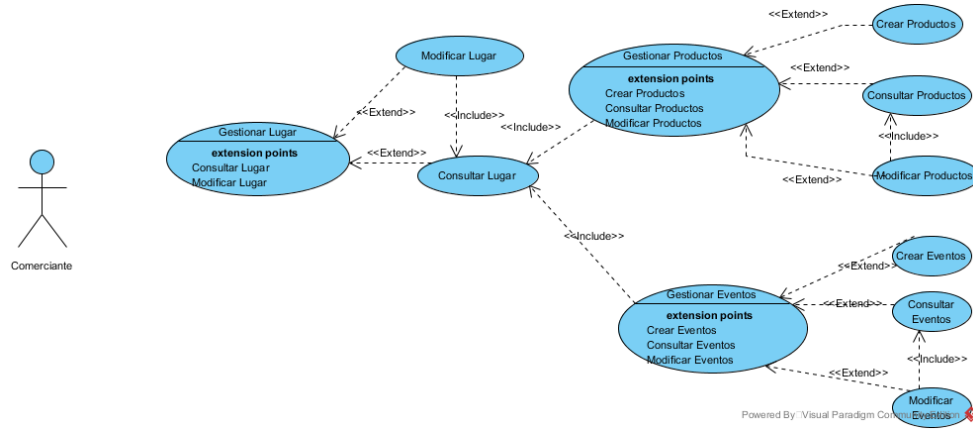 <<Extend>>
Crear Productos
Modificar Lugar
Gestionar Productos
extension points
Crear Productos
Consultar Productos
Modificar Productos
<<Extend>>
Consultar Productos
<<Extend>>
<<Include>>
<<Include>>
<<Include>>
Gestionar Lugar
extension points
Consultar Lugar
Modificar Lugar
<<Extend>>
Consultar Lugar
<<Extend>>
Modificar Productos
Comerciante
<<Include>>
Crear Eventos
<<Extend>>
Gestionar Eventos
extension points
Crear Eventos
Consultar Eventos
Modificar Eventos
<<Extend>>
Consultar
Eventos
<<Include>>
<<Extend>>
Modificar
Eventos
Powered By Visual Paradigm Community Edition